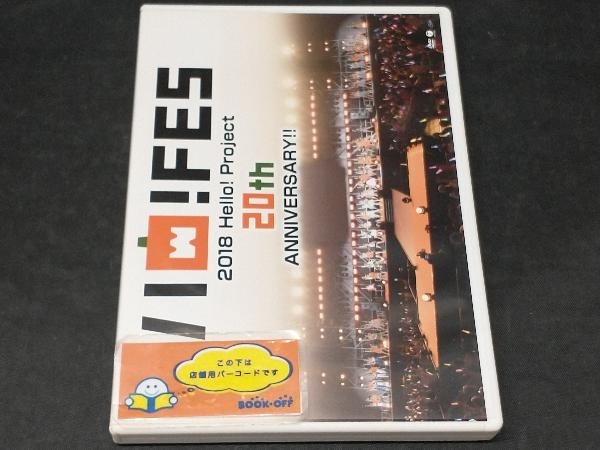 !FES
2018 Hello! Project
20th
ANNIVERSARY!!
この下は
店舗用バーコードです
BOOK·OFF